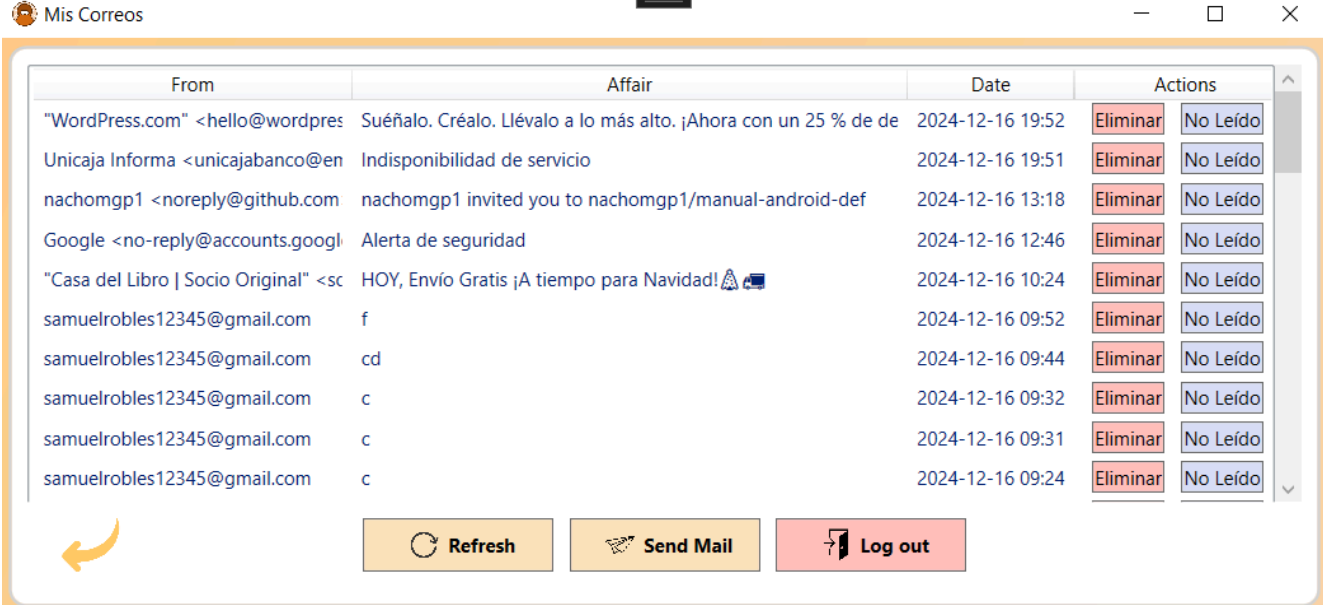 Mis Correos
From Affair Date Actions
"WordPress.com" <hello@wordpres Suéñalo. Créalo. Llévalo a lo más alto. ¡Ahora con un 25 % de de 2024-12-16 19:52 Eliminar No Leído
Unicaja Informa <unicajabanco@en Indisponibilidad de servicio 2024-12-16 19:51 Eliminar No Leído
nachomgp1 <noreply@github.com nachomgp1 invited you to nachomgp1/manual-android-def 2024-12-16 13:18 Eliminar No Leído
Google <no-reply@accounts.googl Alerta de seguridad 2024-12-16 12:46 Eliminar No Leído
"Casa del Libro | Socio Original" <sc HOY, Envío Gratis ¡A tiempo para Navidad!🎄🚚 2024-12-16 10:24 Eliminar No Leído
samuelrobles12345@gmail.com f 2024-12-16 09:52 Eliminar No Leído
samuelrobles12345@gmail.com cd 2024-12-16 09:44 Eliminar No Leído
samuelrobles12345@gmail.com c 2024-12-16 09:32 Eliminar No Leído
samuelrobles12345@gmail.com c 2024-12-16 09:31 Eliminar No Leído
samuelrobles12345@gmail.com c 2024-12-16 09:24 Eliminar No Leído
Refresh Send Mail Log out